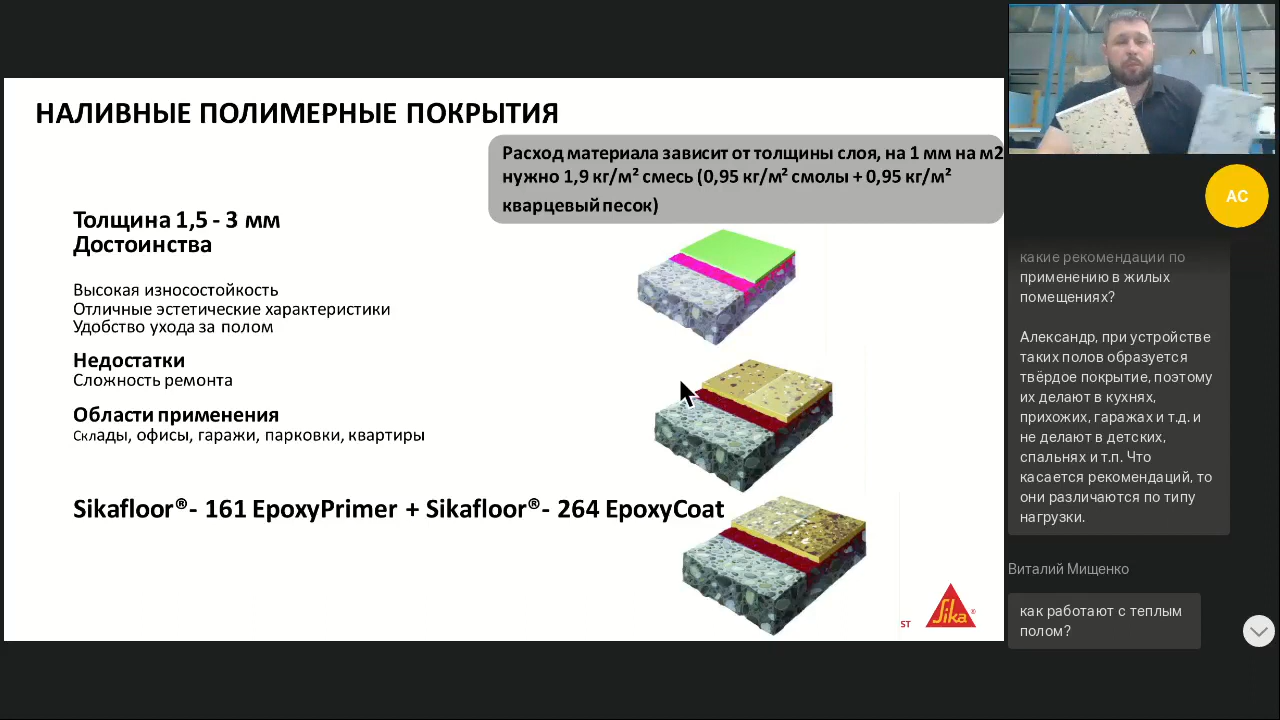 НАЛИВНЫЕ ПОЛИМЕРНЫЕ ПОКРЫТИЯ
Расход материала зависит от толщины слоя, на 1 мм на м2
нужно 1,9 кг/м² смесь (0,95 кг/м² смолы + 0,95 кг/м²
кварцевый песок)
Толщина 1,5 - 3 мм
Достоинства
Высокая износостойкость
Отличные эстетические характеристики
Удобство ухода за полом
Недостатки
Сложность ремонта
Области применения
Склады, офисы, гаражи, парковки, квартиры
Sikafloor®- 161 EpoxyPrimer + Sikafloor®- 264 EpoxyCoat
ST
Sika®
АС
какие рекомендации по
применению в жилых
помещениях?
Александр, при устройстве
таких полов образуется
твёрдое покрытие, поэтому
их делают в кухнях,
прихожих, гаражах и т.д. и
не делают в детских,
спальнях и т.п. Что
касается рекомендаций, то
они различаются по типу
нагрузки.
Виталий Мищенко
как работают с теплым
полом?